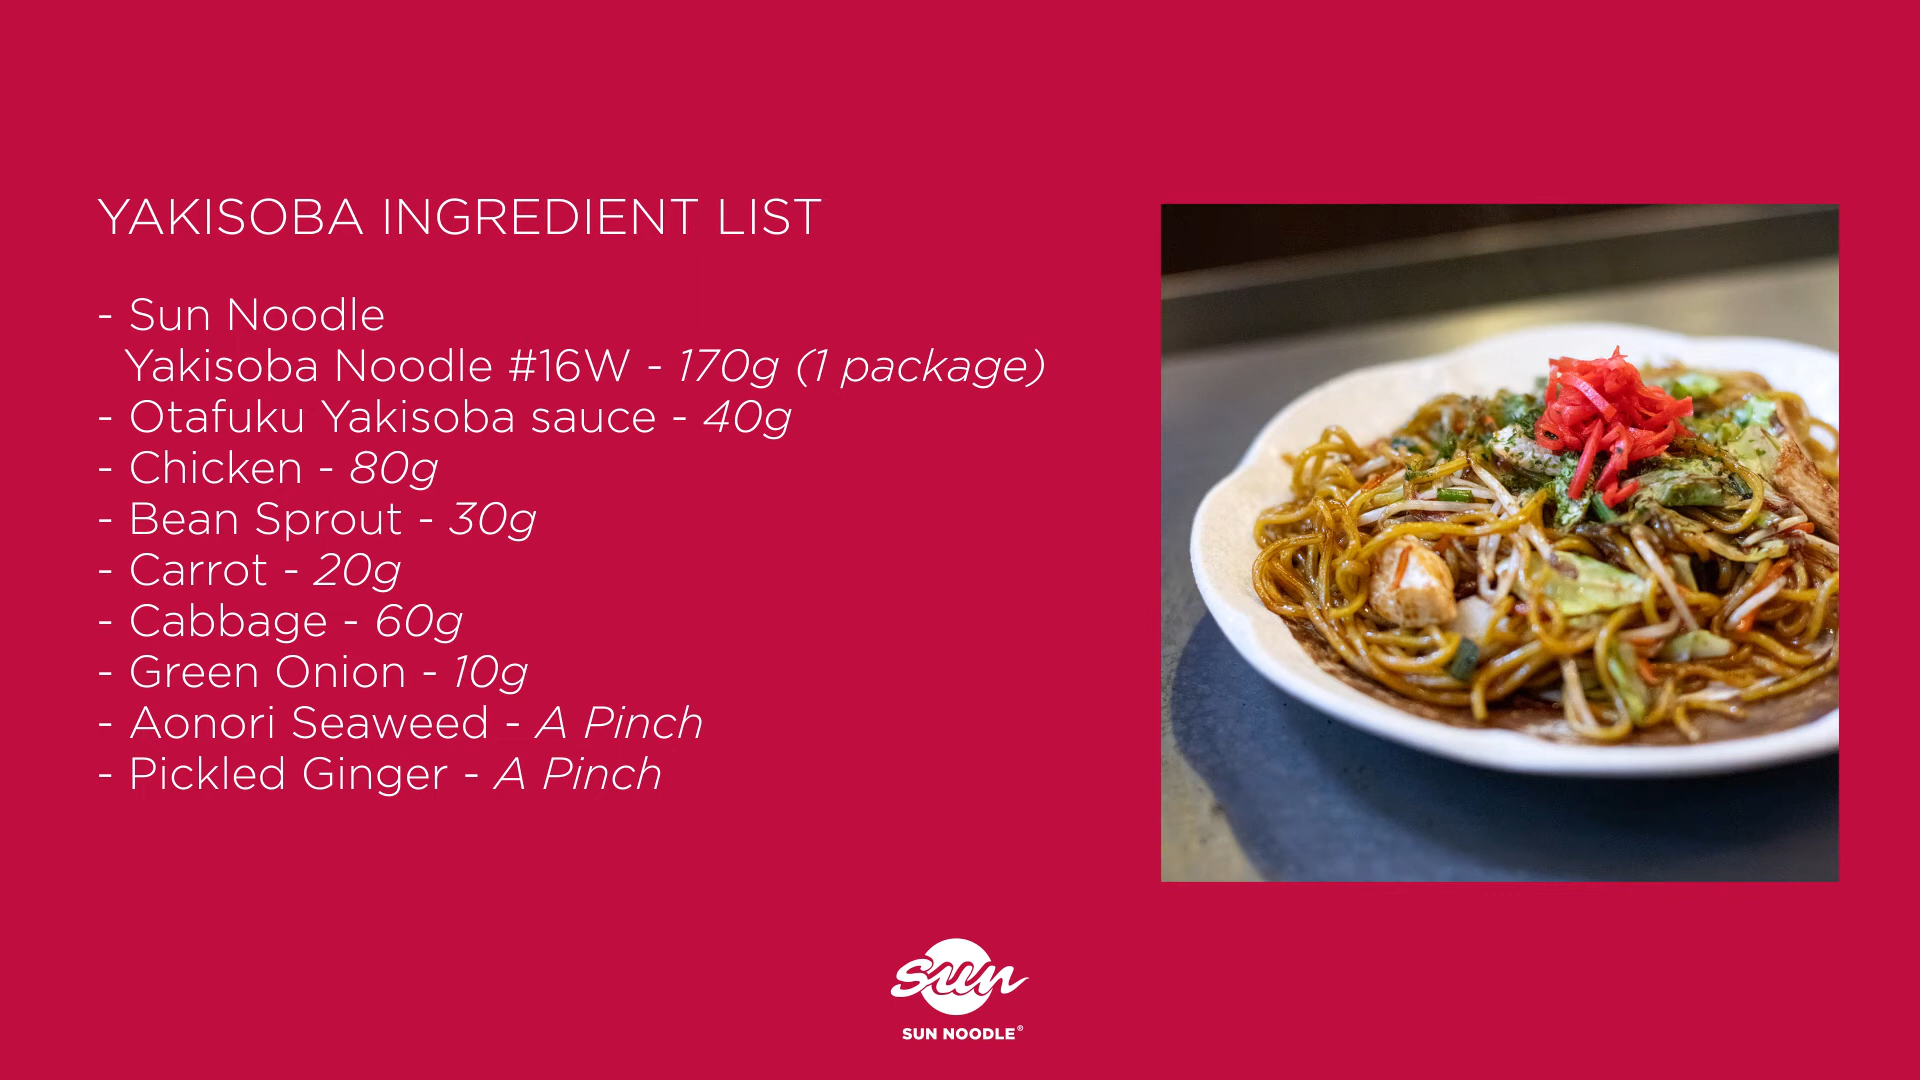 YAKISOBA INGREDIENT LIST
- Sun Noodle
Yakisoba Noodle #16W - 170g (1 package)
- Otafuku Yakisoba sauce - 40g
- Chicken - 80g
- Bean Sprout - 30g
- Carrot - 20g
- Cabbage - 60g
- Green Onion - 10g
- Aonori Seaweed - A Pinch
- Pickled Ginger - A Pinch
sun
SUN NOODLE®